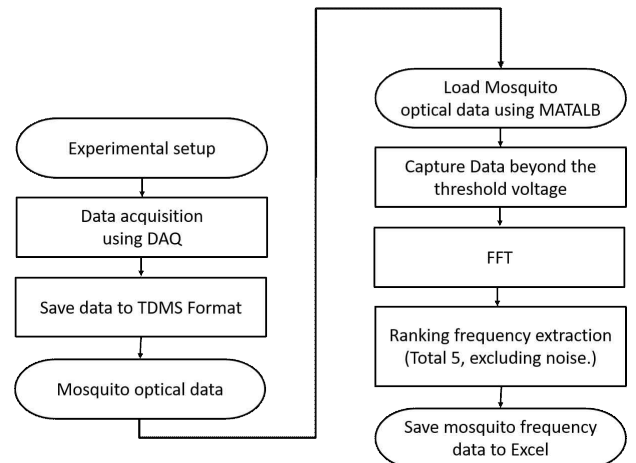 Experimental setup
Data acquisition
using DAQ
Save data to TDMS Format
Mosquito optical data
Load Mosquito
optical data using MATALB
Capture Data beyond the
threshold voltage
FFT
Ranking frequency extraction
(Total 5, excluding noise.)
Save mosquito frequency
data to Excel